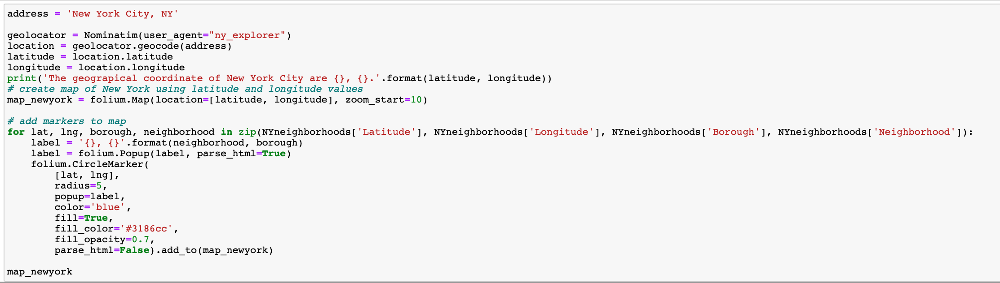 address = 'New York City, NY'
geolocator = Nominatim(user_agent="ny_explorer")
location = geolocator.geocode(address)
latitude = location.latitude
longitude = location.longitude
print('The geograpical coordinate of New York City are {}, {}.'.format(latitude, longitude))
# create map of New York using latitude and longitude values
map_newyork = folium.Map(location=[latitude, longitude], zoom_start=10)
# add markers to map
for lat, lng, borough, neighborhood in zip(NYneighborhoods['Latitude'], NYneighborhoods['Longitude'], NYneighborhoods['Borough'], NYneighborhoods['Neighborhood']):
    label = '{}, {}'.format(neighborhood, borough)
    label = folium.Popup(label, parse_html=True)
    folium.CircleMarker(
        [lat, lng],
        radius=5,
        popup=label,
        color='blue',
        fill=True,
        fill_color='#3186cc',
        fill_opacity=0.7,
        parse_html=False).add_to(map_newyork)
map_newyork